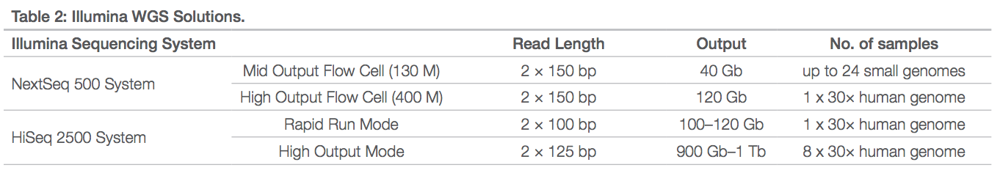 Table 2: Illumina WGS Solutions.
Illumina Sequencing System Read Length Output No. of samples
NextSeq 500 System Mid Output Flow Cell (130 M) 2 × 150 bp 40 Gb up to 24 small genomes
High Output Flow Cell (400 M) 2 × 150 bp 120 Gb 1 x 30× human genome
HiSeq 2500 System Rapid Run Mode 2 × 100 bp 100–120 Gb 1 x 30× human genome
High Output Mode 2 × 125 bp 900 Gb–1 Tb 8 x 30× human genome